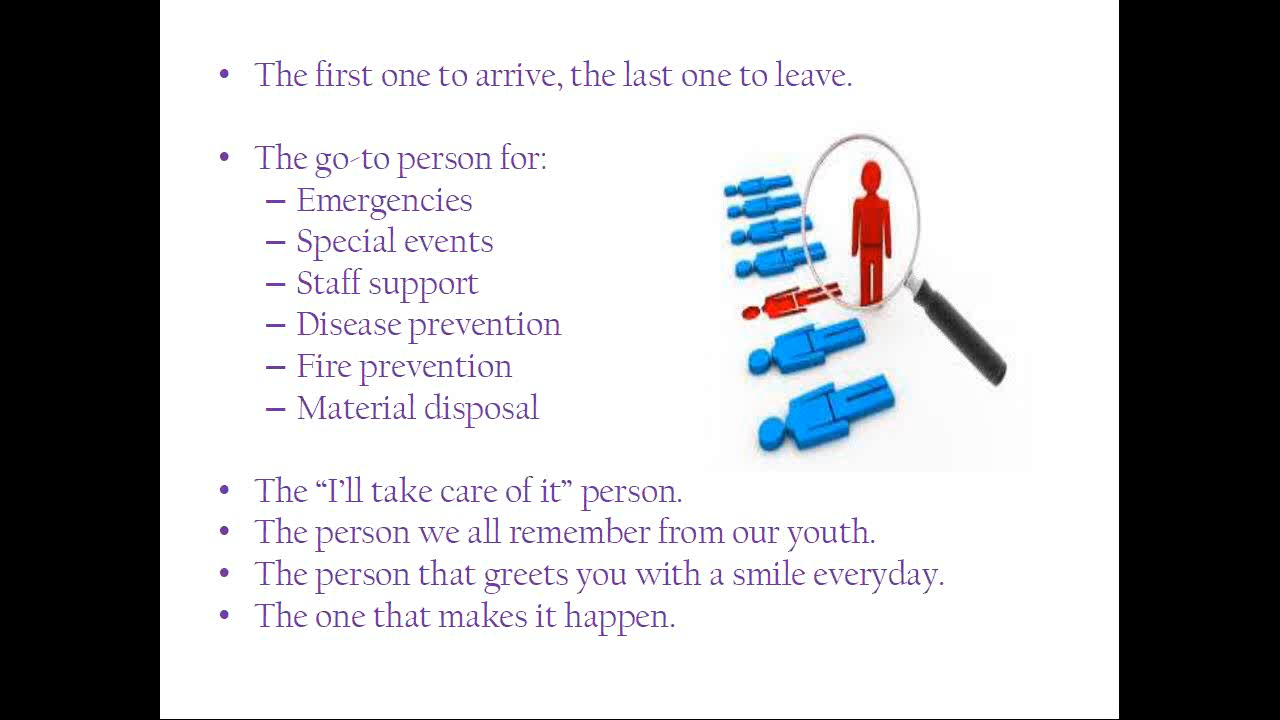 • The first one to arrive, the last one to leave.
• The go-to person for:
– Emergencies
– Special events
– Staff support
– Disease prevention
– Fire prevention
– Material disposal
• The “I’ll take care of it” person.
• The person we all remember from our youth.
• The person that greets you with a smile everyday.
• The one that makes it happen.